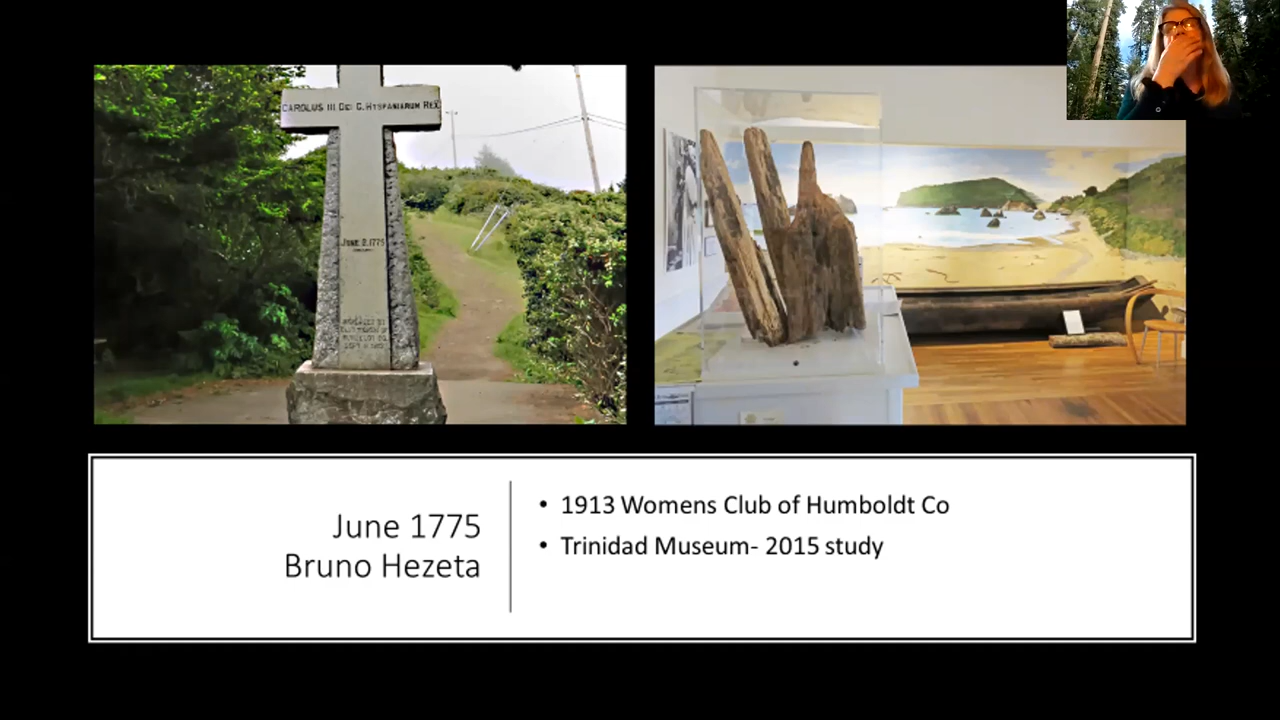 CAROLUS III DEI G. HYSPANIARUM REX
JUNE 9, 1775
June 1775
Bruno Hezeta
• 1913 Womens Club of Humboldt Co
• Trinidad Museum- 2015 study